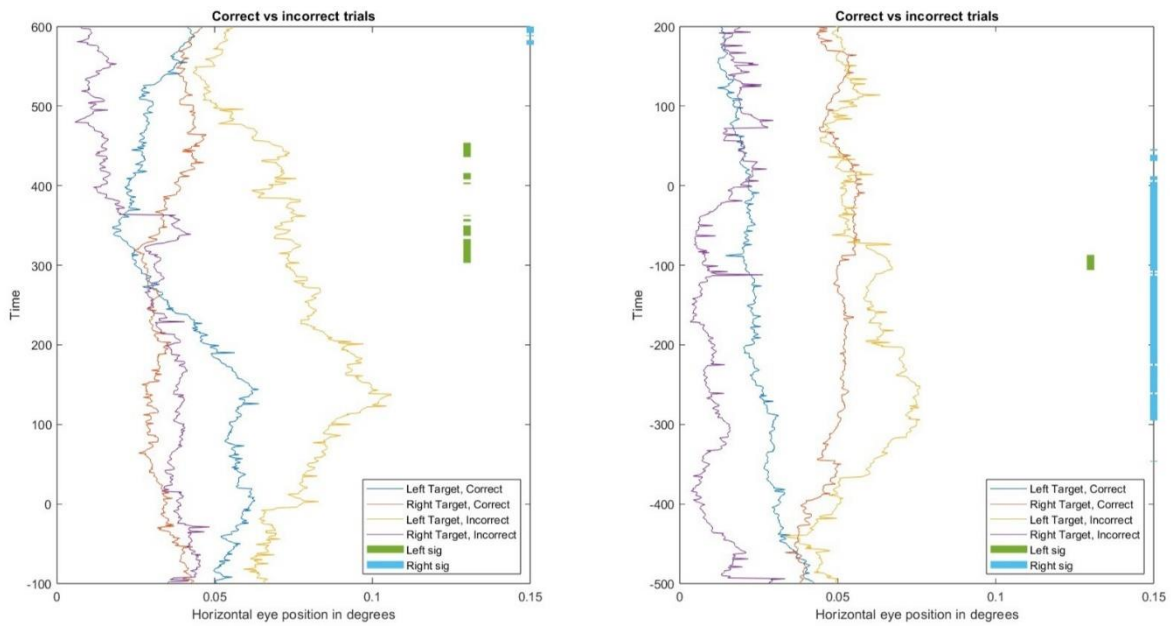 Correct vs incorrect trials
600
500
400
300
200
100
0
-100
Time
0
0.05
0.1
0.15
Horizontal eye position in degrees
Left Target, Correct
Right Target, Correct
Left Target, Incorrect
Right Target, Incorrect
Left sig
Right sig
Correct vs incorrect trials
200
100
0
-100
-200
-300
-400
-500
Time
0
0.05
0.1
0.15
Horizontal eye position in degrees
Left Target, Correct
Right Target, Correct
Left Target, Incorrect
Right Target, Incorrect
Left sig
Right sig